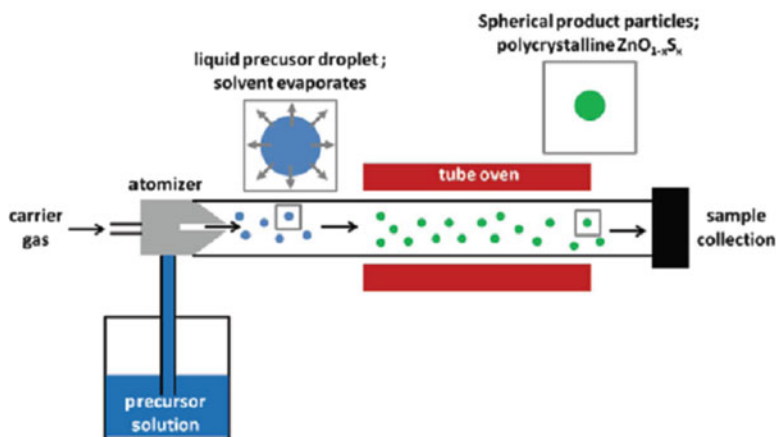 Spherical product particles;
polycrystalline ZnO₁₋ₓSₓ
liquid precusor droplet ;
solvent evaporates
tube oven
atomizer
carrier
gas
sample
collection
precursor
solution